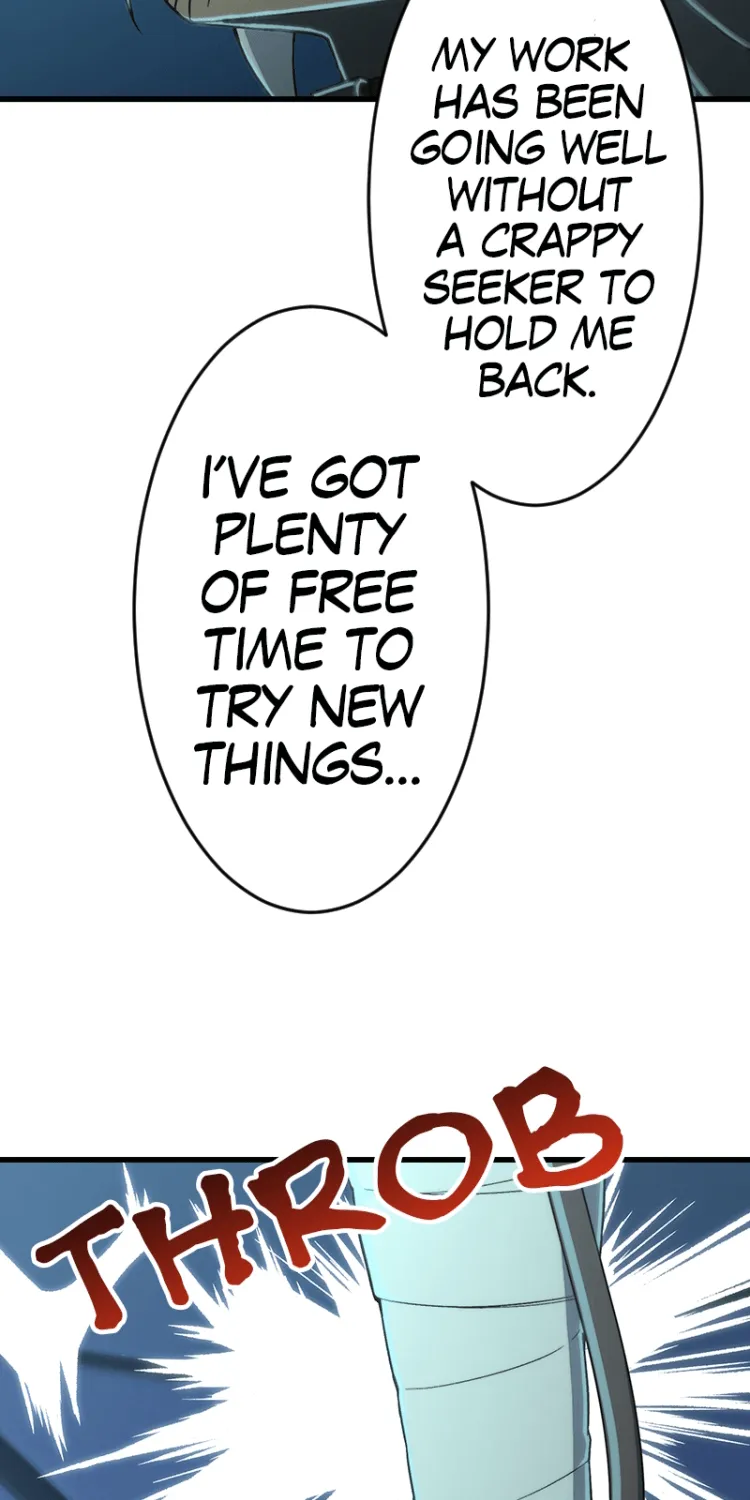 MY WORK
HAS BEEN
GOING WELL
WITHOUT
A CRAPPY
SEEKER TO
HOLD ME
BACK.
I'VE GOT
PLENTY
OF FREE
TIME TO
TRY NEW
THINGS...
THROB